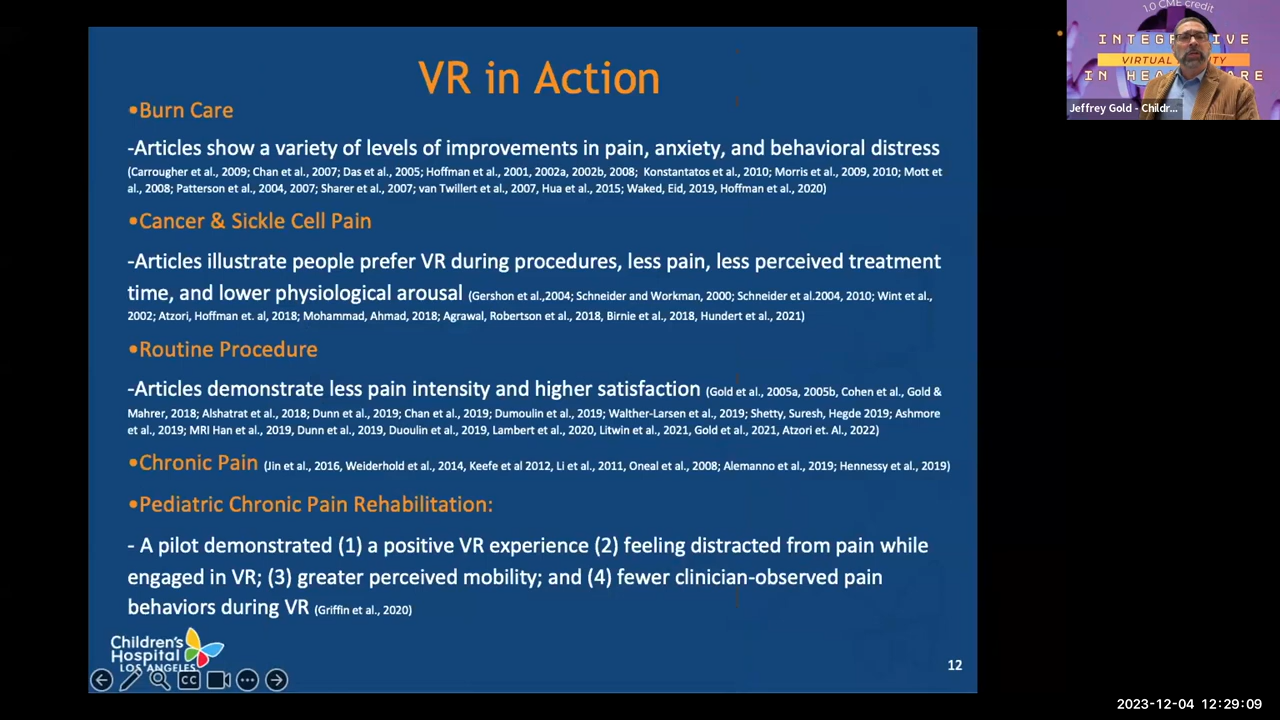 VR in Action
•Burn Care
-Articles show a variety of levels of improvements in pain, anxiety, and behavioral distress
(Carrougher et al., 2009; Chan et al., 2007; Das et al., 2005; Hoffman et al., 2001, 2002a, 2002b, 2008; Konstantatos et al., 2010; Morris et al., 2009, 2010; Mott et
al., 2008; Patterson et al., 2004, 2007; Sharer et al., 2007; van Twillert et al., 2007, Hua et al., 2015; Waked, Eid, 2019, Hoffman et al., 2020)
•Cancer & Sickle Cell Pain
-Articles illustrate people prefer VR during procedures, less pain, less perceived treatment
time, and lower physiological arousal (Gershon et al.,2004; Schneider and Workman, 2000; Schneider et al.2004, 2010; Wint et al.,
2002; Atzori, Hoffman et. al, 2018; Mohammad, Ahmad, 2018; Agrawal, Robertson et al., 2018, Birnie et al., 2018, Hundert et al., 2021)
•Routine Procedure
-Articles demonstrate less pain intensity and higher satisfaction (Gold et al., 2005a, 2005b, Cohen et al., Gold &
Mahrer, 2018; Alshatrat et al., 2018; Dunn et al., 2019; Chan et al., 2019; Dumoulin et al., 2019; Walther-Larsen et al., 2019; Shetty, Suresh, Hegde 2019; Ashmore
et al., 2019; MRI Han et al., 2019, Dunn et al., 2019, Duoulin et al., 2019, Lambert et al., 2020, Litwin et al., 2021, Gold et al., 2021, Atzori et. Al., 2022)
•Chronic Pain (Jin et al., 2016, Weiderhold et al., 2014, Keefe et al 2012, Li et al., 2011, Oneal et al., 2008; Alemanno et al., 2019; Hennessy et al., 2019)
•Pediatric Chronic Pain Rehabilitation:
- A pilot demonstrated (1) a positive VR experience (2) feeling distracted from pain while
engaged in VR; (3) greater perceived mobility; and (4) fewer clinician-observed pain
behaviors during VR (Griffin et al., 2020)
Children's
Hospital
LOS ANGELES
CC
12
1.0 CME credit
VIRTUAL
Jeffrey Gold - Childr...
2023-12-04 12:29:09